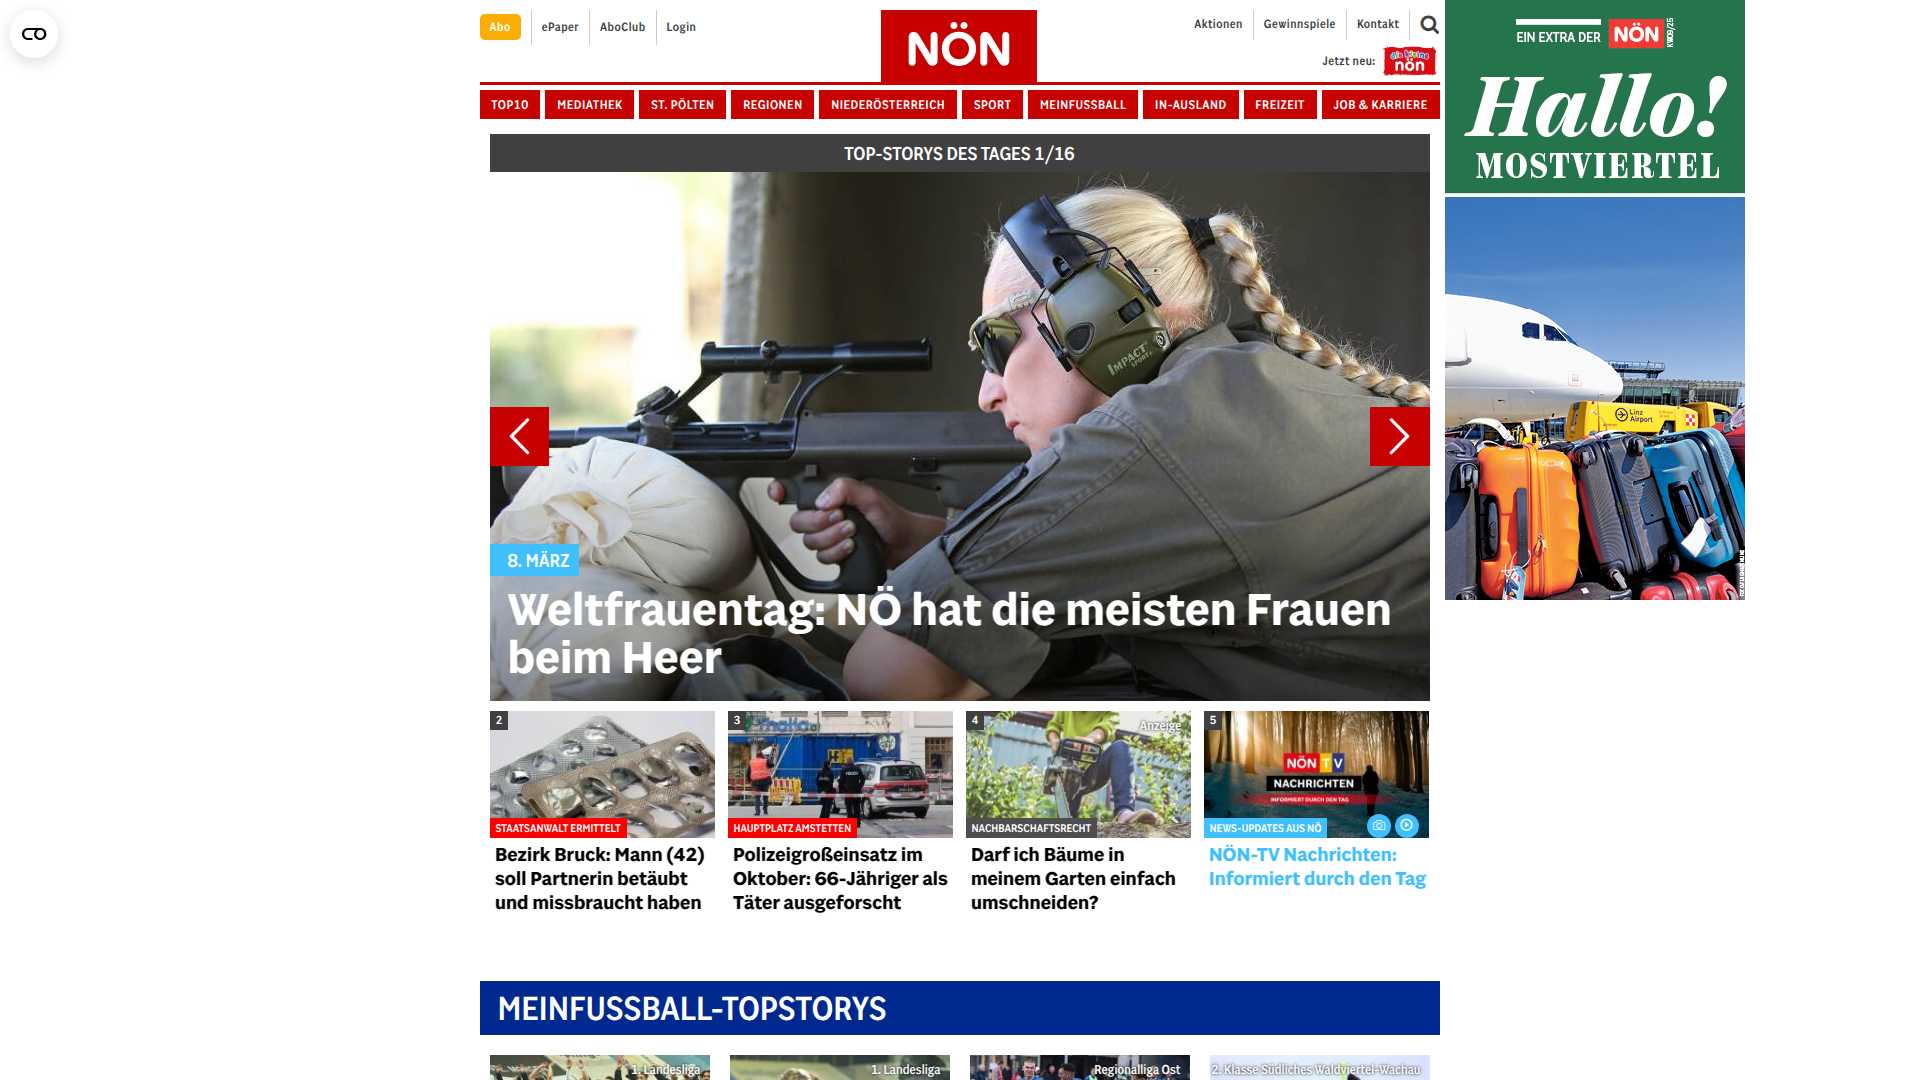 Abo
ePaper
AboClub
Login
NÖN
Aktionen
Gewinnspiele
Kontakt
Jetzt neu:
die kleine
nön
TOP10
MEDIATHEK
ST. PÖLTEN
REGIONEN
NIEDERÖSTERREICH
SPORT
MEINFUSSBALL
IN-AUSLAND
FREIZEIT
JOB & KARRIERE
TOP-STORYS DES TAGES 1/16
IMPACT
SPORT
8. MÄRZ
Weltfrauentag: NÖ hat die meisten Frauen
beim Heer
2
STAATSANWALT ERMITTELT
Bezirk Bruck: Mann (42)
soll Partnerin betäubt
und missbraucht haben
3
HAUPTPLATZ AMSTETTEN
Polizeigroßeinsatz im
Oktober: 66-Jähriger als
Täter ausgeforscht
4
Anzeige
NACHBARSCHAFTSRECHT
Darf ich Bäume in
meinem Garten einfach
umschneiden?
5
NÖN TV
NACHRICHTEN
INFORMIERT DURCH DEN TAG
NEWS-UPDATES AUS NÖ
NÖN-TV Nachrichten:
Informiert durch den Tag
MEINFUSSBALL-TOPSTORYS
1. Landesliga
1. Landesliga
Regionalliga Ost
2. Klasse Südliches Waldviertel-Wachau
EIN EXTRA DER NÖN
KW09/25
Hallo!
MOSTVIERTEL
Linz
Airport